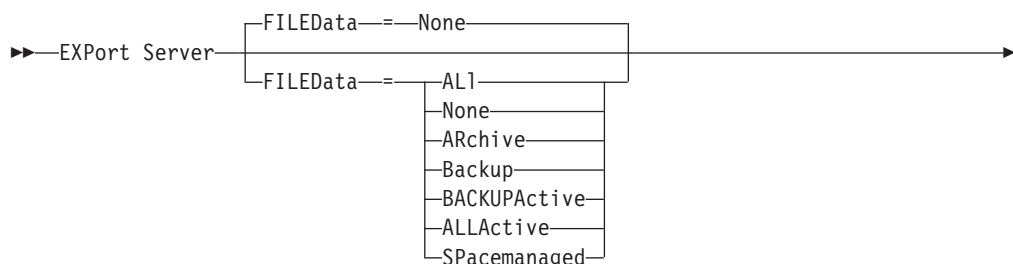 FILEData = None
EXPort Server
FILEData = ALl
None
ARchive
Backup
BACKUPActive
ALLActive
SPacemanaged